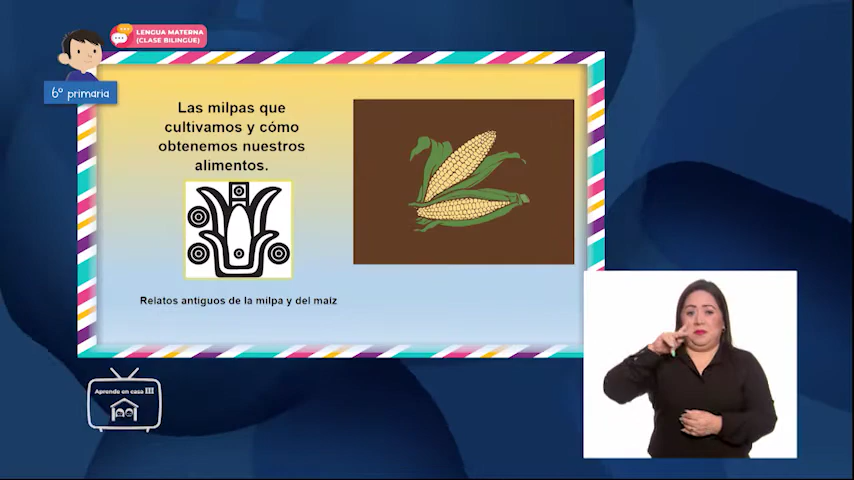 LENGUA MATERNA
(CLASE BILINGÜE)
6° primaria
Las milpas que
cultivamos y cómo
obtenemos nuestros
alimentos.
Relatos antiguos de la milpa y del maíz
Aprende en casa III